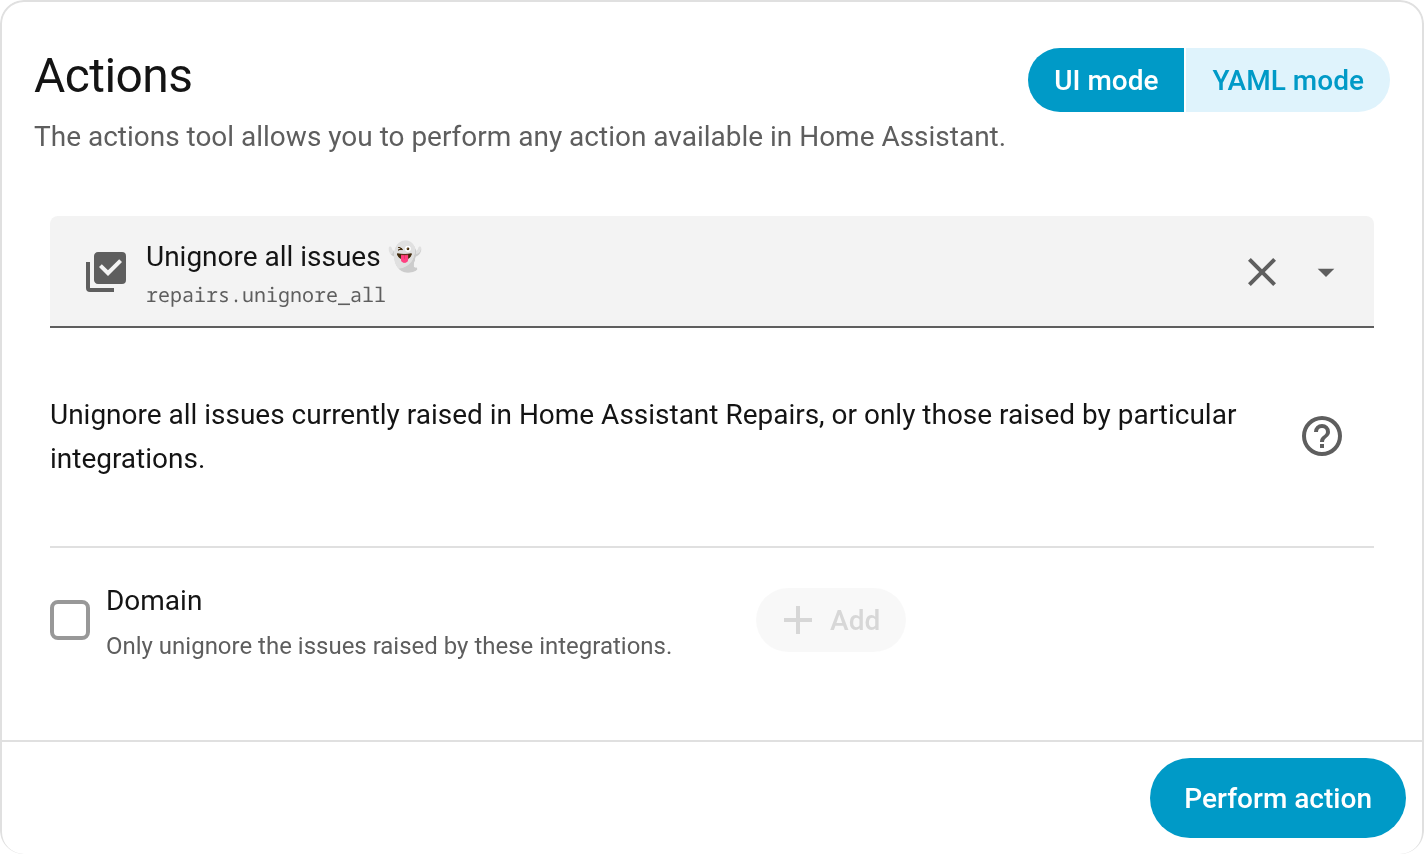 Actions
UI mode
YAML mode
The actions tool allows you to perform any action available in Home Assistant.
Unignore all issues 👻
repairs.unignore_all
Unignore all issues currently raised in Home Assistant Repairs, or only those raised by particular
integrations.
Domain
Only unignore the issues raised by these integrations.
Add
Perform action